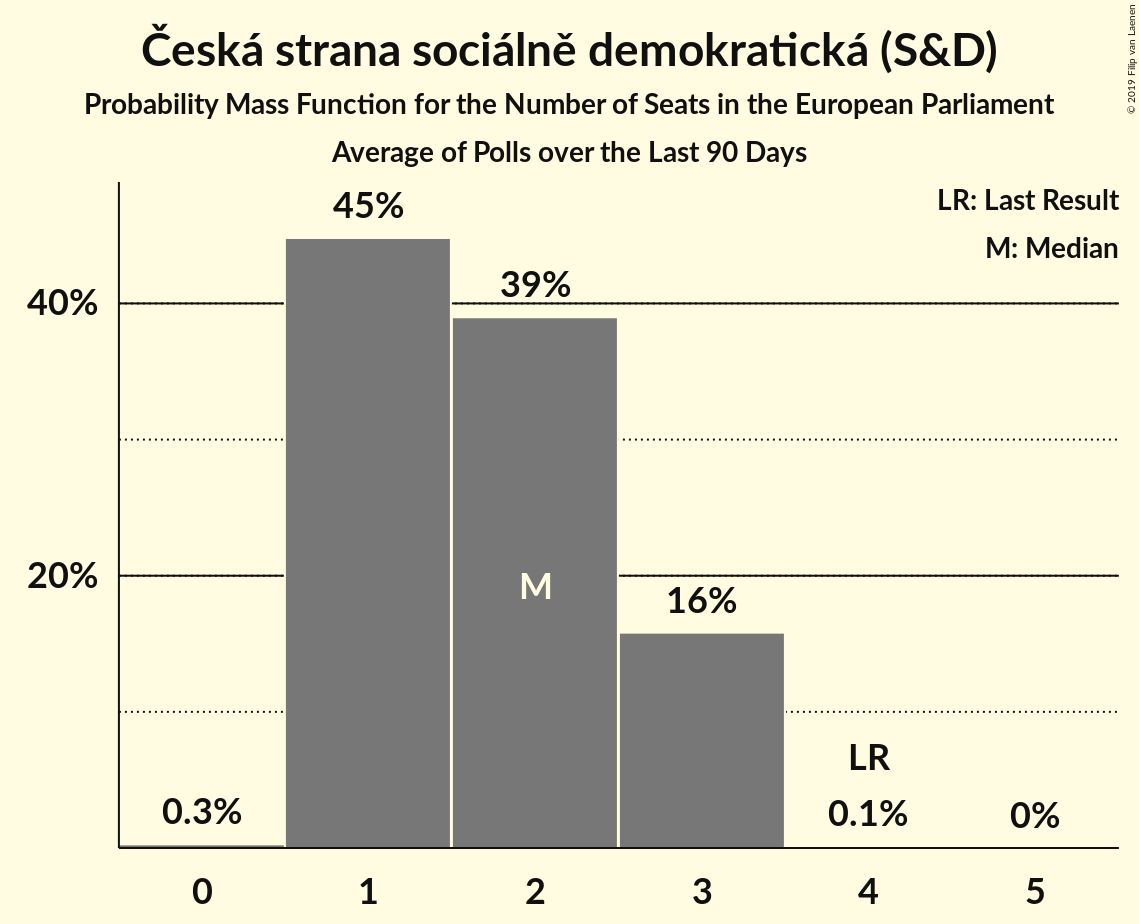 Česká strana sociálně demokratická (S&D)
Probability Mass Function for the Number of Seats in the European Parliament
Average of Polls over the Last 90 Days
© 2019 Filip van Laenen
LR: Last Result
M: Median
45%
39%
40%
20%
M
16%
LR
0.3%
0.1%
0%
0 1 2 3 4 5